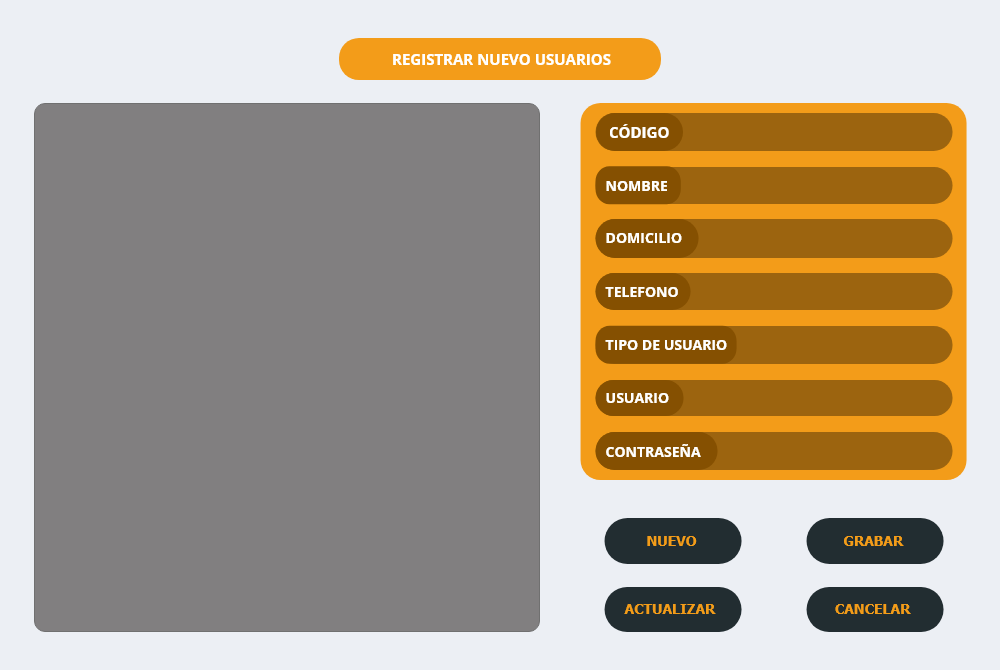 REGISTRAR NUEVO USUARIOS
CÓDIGO
NOMBRE
DOMICILIO
TELEFONO
TIPO DE USUARIO
USUARIO
CONTRASEÑA
NUEVO
GRABAR
ACTUALIZAR
CANCELAR